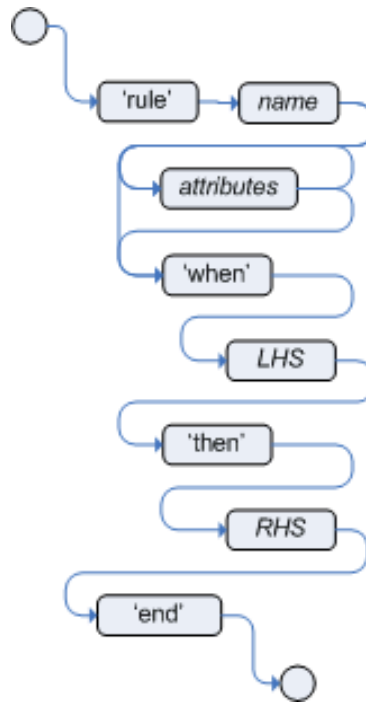 ‘rule’ name
attributes
‘when’
LHS
‘then’
RHS
‘end’